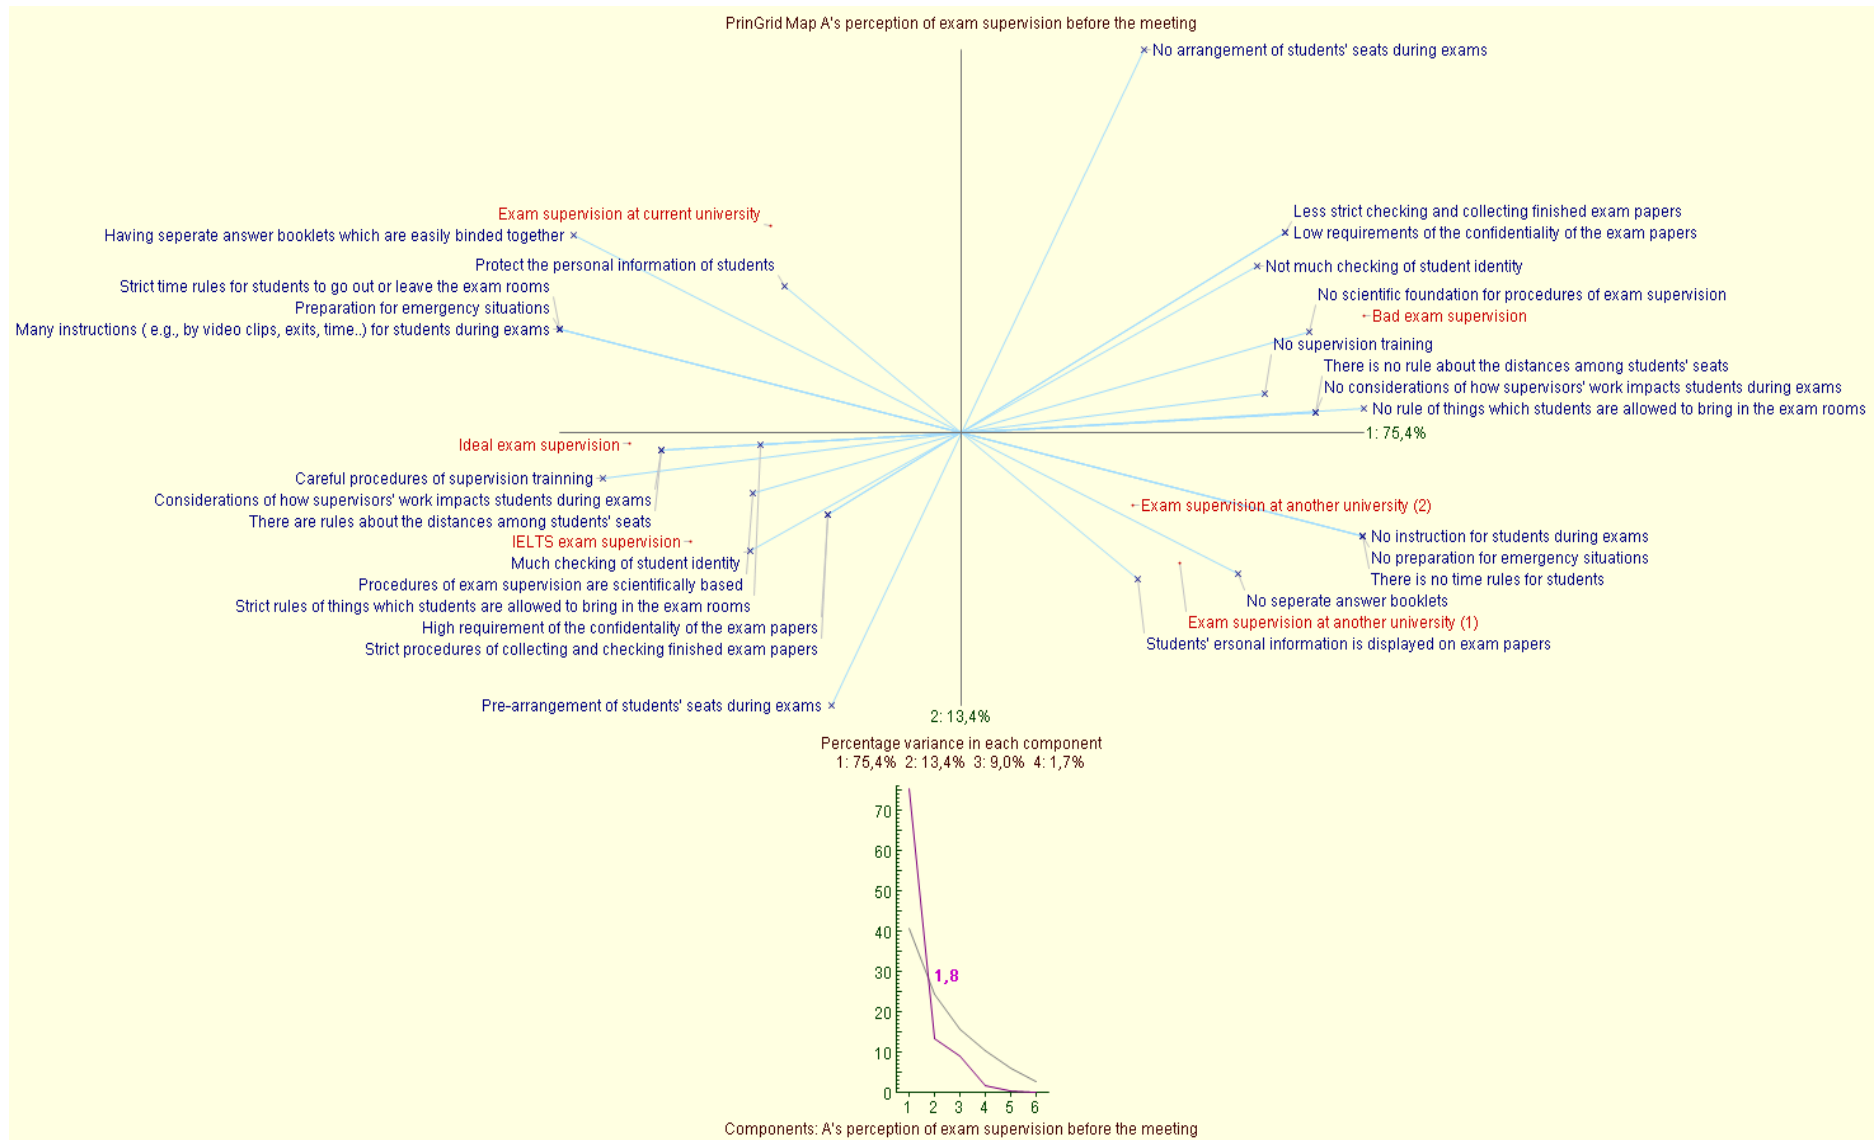 PrinGrid Map A's perception of exam supervision before the meeting
No arrangement of students' seats during exams
Exam supervision at current university
Having seperate answer booklets which are easily binded together
Protect the personal information of students
Strict time rules for students to go out or leave the exam rooms
Preparation for emergency situations
Many instructions ( e.g., by video clips, exits, time..) for students during exams
Less strict checking and collecting finished exam papers
Low requirements of the confidentiality of the exam papers
Not much checking of student identity
No scientific foundation for procedures of exam supervision
Bad exam supervision
No supervision training
There is no rule about the distances among students' seats
No considerations of how supervisors' work impacts students during exams
No rule of things which students are allowed to bring in the exam rooms
1: 75,4%
Ideal exam supervision
Careful procedures of supervision trainning
Considerations of how supervisors' work impacts students during exams
There are rules about the distances among students' seats
IELTS exam supervision
Much checking of student identity
Procedures of exam supervision are scientifically based
Strict rules of things which students are allowed to bring in the exam rooms
High requirement of the confidentality of the exam papers
Strict procedures of collecting and checking finished exam papers
Pre-arrangement of students' seats during exams
Exam supervision at another university (2)
No instruction for students during exams
No preparation for emergency situations
There is no time rules for students
No seperate answer booklets
Exam supervision at another university (1)
Students' ersonal information is displayed on exam papers
2: 13,4%
Percentage variance in each component
1: 75,4% 2: 13,4% 3: 9,0% 4: 1,7%
70
60
50
40
30
20
10
0
1,8
1 2 3 4 5 6
Components: A's perception of exam supervision before the meeting